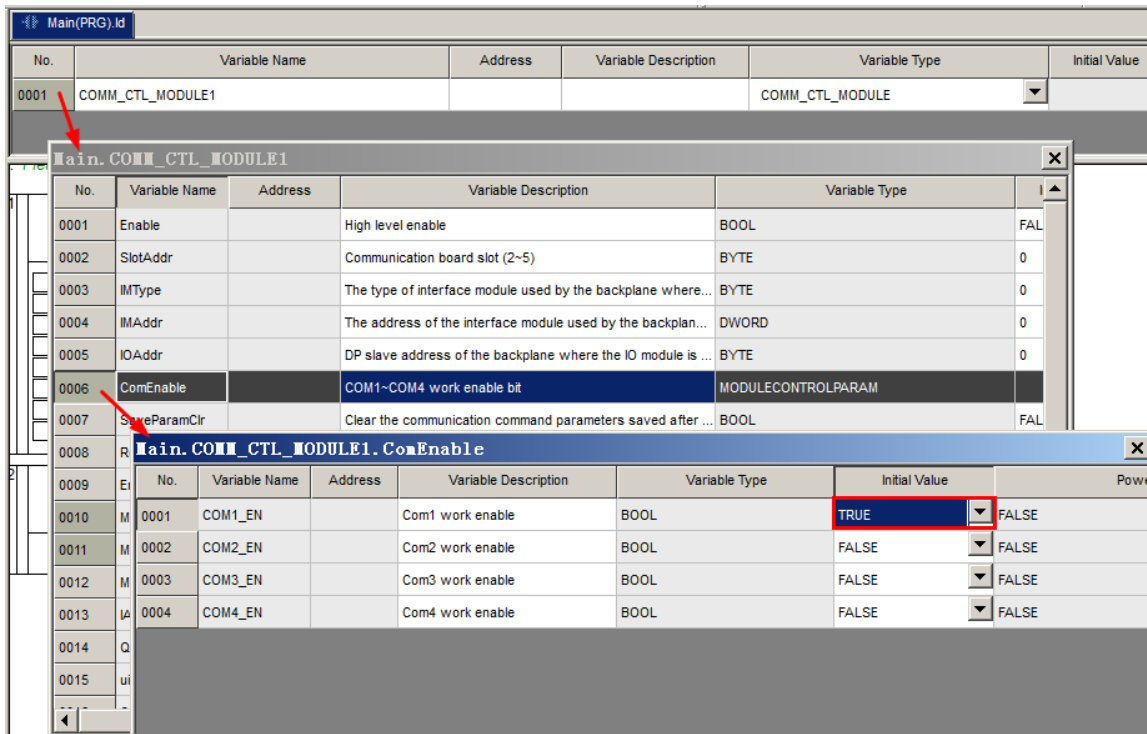 Main(PRG).ld
No. Variable Name Address Variable Description Variable Type Initial Value
0001 COMM_CTL_MODULE1 COMM_CTL_MODULE
Main.COMM_CTL_MODULE1
No. Variable Name Address Variable Description Variable Type
0001 Enable High level enable BOOL FAL
0002 SlotAddr Communication board slot (2~5) BYTE 0
0003 IMType The type of interface module used by the backplane where... BYTE 0
0004 IMAddr The address of the interface module used by the backplan... DWORD 0
0005 IOAddr DP slave address of the backplane where the IO module is ... BYTE 0
0006 ComEnable COM1~COM4 work enable bit MODULECONTROLPARAM
0007 SaveParamClr Clear the communication command parameters saved after ... BOOL FAL
0008 R
Main.COMM_CTL_MODULE1.ComEnable
0009
No. Variable Name Address Variable Description Variable Type Initial Value Powe
0010 M
0001 COM1_EN Com1 work enable BOOL TRUE FALSE
0011 M
0002 COM2_EN Com2 work enable BOOL FALSE FALSE
0012 M
0003 COM3_EN Com3 work enable BOOL FALSE FALSE
0013 IA
0004 COM4_EN Com4 work enable BOOL FALSE FALSE
0014 Q
0015 ui
1
2